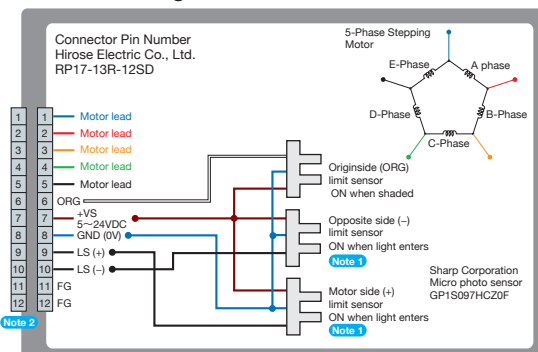 Connector Pin Number
Hirose Electric Co., Ltd.
RP17-13R-12SD
5-Phase Stepping
Motor
E-Phase
A phase
D-Phase
B-Phase
C-Phase
1 1 Motor lead
2 2 Motor lead
3 3 Motor lead
4 4 Motor lead
5 5 Motor lead
6 6 ORG
7 7 +VS
5~24VDC
8 8 GND (0V)
9 9 LS (+)
10 10 LS (−)
11 11 FG
12 12 FG
Note 2
Originside (ORG)
limit sensor
ON when shaded
Opposite side (−)
limit sensor
ON when light enters
Note 1
Motor side (+)
limit sensor
ON when light enters
Note 1
Sharp Corporation
Micro photo sensor
GP1S097HCZ0F